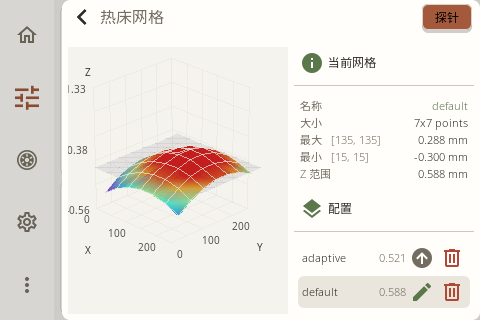 热床网格
探针
Z
1.33
0.38
-0.56
0
100
200
X
0
100
200
Y
当前网格
名称 default
大小 7x7 points
最大 [135, 135] 0.288 mm
最小 [15, 15] -0.300 mm
Z 范围 0.588 mm
配置
adaptive 0.521
default 0.588